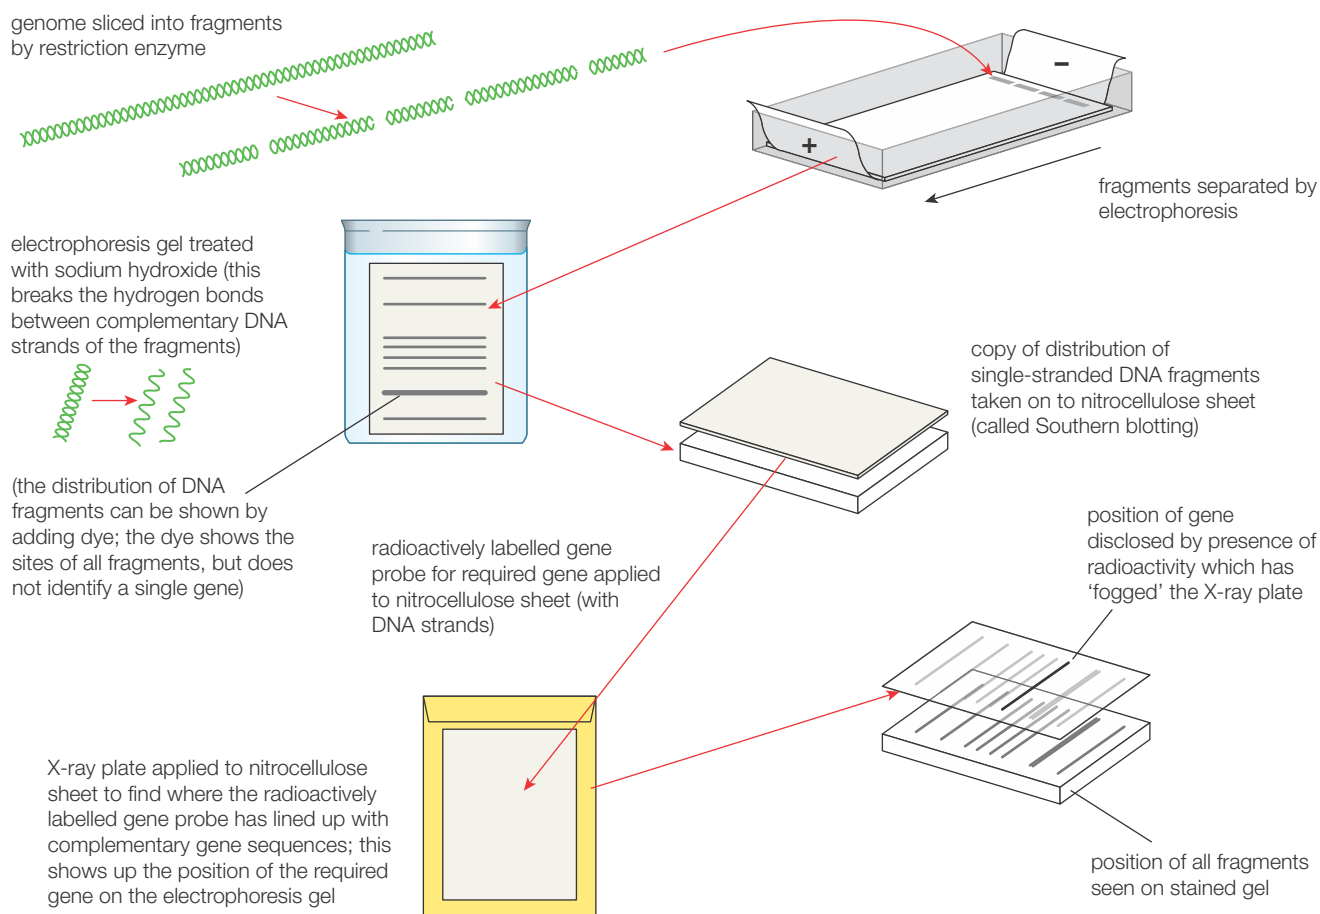 genome sliced into fragments
by restriction enzyme
–
+
fragments separated by
electrophoresis
electrophoresis gel treated
with sodium hydroxide (this
breaks the hydrogen bonds
between complementary DNA
strands of the fragments)
(the distribution of DNA
fragments can be shown by
adding dye; the dye shows the
sites of all fragments, but does
not identify a single gene)
copy of distribution of
single-stranded DNA fragments
taken on to nitrocellulose sheet
(called Southern blotting)
radioactively labelled gene
probe for required gene applied
to nitrocellulose sheet (with
DNA strands)
position of gene
disclosed by presence of
radioactivity which has
‘fogged’ the X-ray plate
X-ray plate applied to nitrocellulose
sheet to find where the radioactively
labelled gene probe has lined up with
complementary gene sequences; this
shows up the position of the required
gene on the electrophoresis gel
position of all fragments
seen on stained gel